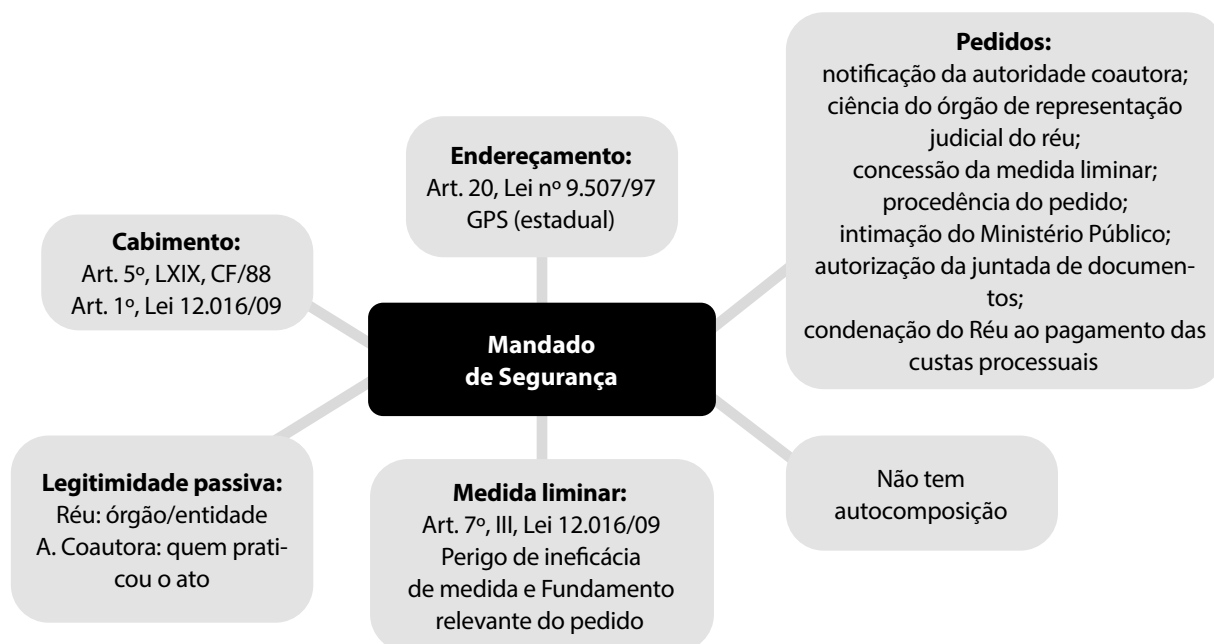 Pedidos:
notificação da autoridade coautora;
ciência do órgão de representação
judicial do réu;
concessão da medida liminar;
procedência do pedido;
intimação do Ministério Público;
autorização da juntada de documen-
tos;
condenação do Réu ao pagamento das
custas processuais
Endereçamento:
Art. 20, Lei nº 9.507/97
GPS (estadual)
Cabimento:
Art. 5º, LXIX, CF/88
Art. 1º, Lei 12.016/09
Mandado
de Segurança
Legitimidade passiva:
Réu: órgão/entidade
A. Coautora: quem prati-
cou o ato
Medida liminar:
Art. 7º, III, Lei 12.016/09
Perigo de ineficácia
de medida e Fundamento
relevante do pedido
Não tem
autocomposição